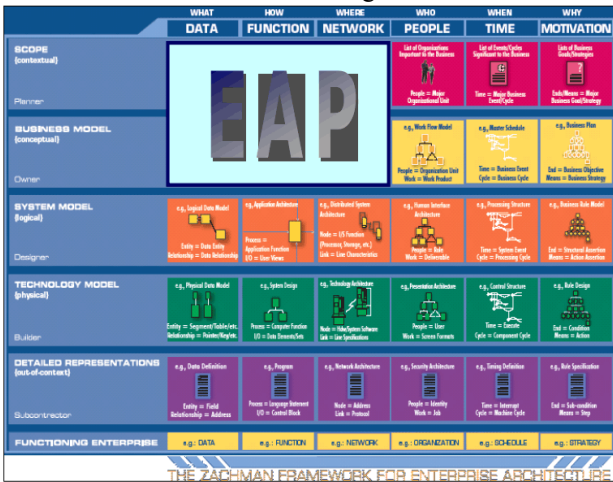 WHAT HOW WHERE WHO WHEN WHY
DATA FUNCTION NETWORK PEOPLE TIME MOTIVATION
SCOPE
(contextual)
Planner
EAP
List of Organizations
Important to the Business
People = Major
Organizational Unit
List of Events/Cycles
Significant to the Business
Time = Major Business
Event/Cycle
Lists of Business
Goals/Strategies
Ends/Means = Major
Business Goal/Strategy
BUSINESS MODEL
(conceptual)
Owner
e.g., Work Flow Model
People = Organization Unit
Work = Work Product
e.g., Master Schedule
Time = Business Event
Cycle = Business Cycle
e.g., Business Plan
End = Business Objective
Means = Business Strategy
SYSTEM MODEL
(logical)
Designer
e.g., Logical Data Model
Entity = Data Entity
Relationship = Data Relationship
e.g., Application Architecture
Process =
Application Function
I/O = User Views
e.g., Distributed System
Architecture
Node = I/S Function
(Processor, Storage, etc.)
Link = Line Characteristics
e.g., Human Interface
Architecture
People = Role
Work = Deliverable
e.g., Processing Structure
Time = System Event
Cycle = Processing Cycle
e.g., Business Rule Model
End = Structural Assertion
Means = Action Assertion
TECHNOLOGY MODEL
(physical)
Builder
e.g., Physical Data Model
Entity = Segment/Table/etc.
Relationship = Pointer/Key/etc.
e.g., System Design
Process = Computer Function
I/O = Data Elements/Sets
e.g., Technology Architecture
Node = Hdw/System Software
Link = Line Specifications
e.g., Presentation Architecture
People = User
Work = Screen Formats
e.g., Control Structure
Time = Execute
Cycle = Component Cycle
e.g., Rule Design
End = Condition
Means = Action
DETAILED REPRESENTATIONS
(out-of-context)
Subcontractor
e.g., Data Definition
Entity = Field
Relationship = Address
e.g., Program
Process = Language Statement
I/O = Control Block
e.g., Network Architecture
Node = Address
Link = Protocol
e.g., Security Architecture
People = Identity
Work = Job
e.g., Timing Definition
Time = Interrupt
Cycle = Machine Cycle
e.g., Rule Specification
End = Sub-condition
Means = Step
FUNCTIONING ENTERPRISE
e.g.: DATA
e.g.: FUNCTION
e.g.: NETWORK
e.g.: ORGANIZATION
e.g.: SCHEDULE
e.g.: STRATEGY
THE ZACHMAN FRAMEWORK FOR ENTERPRISE ARCHITECTURE